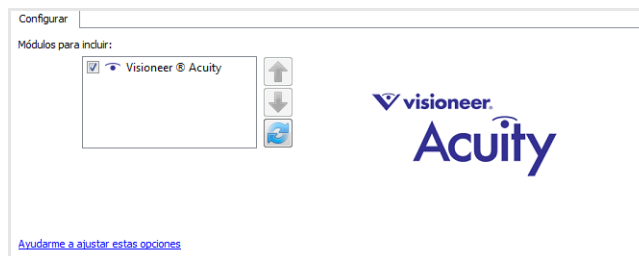 Configurar
Módulos para incluir:
Visioneer ® Acuity
visioneer.
Acuity
Ayudarme a ajustar estas opciones